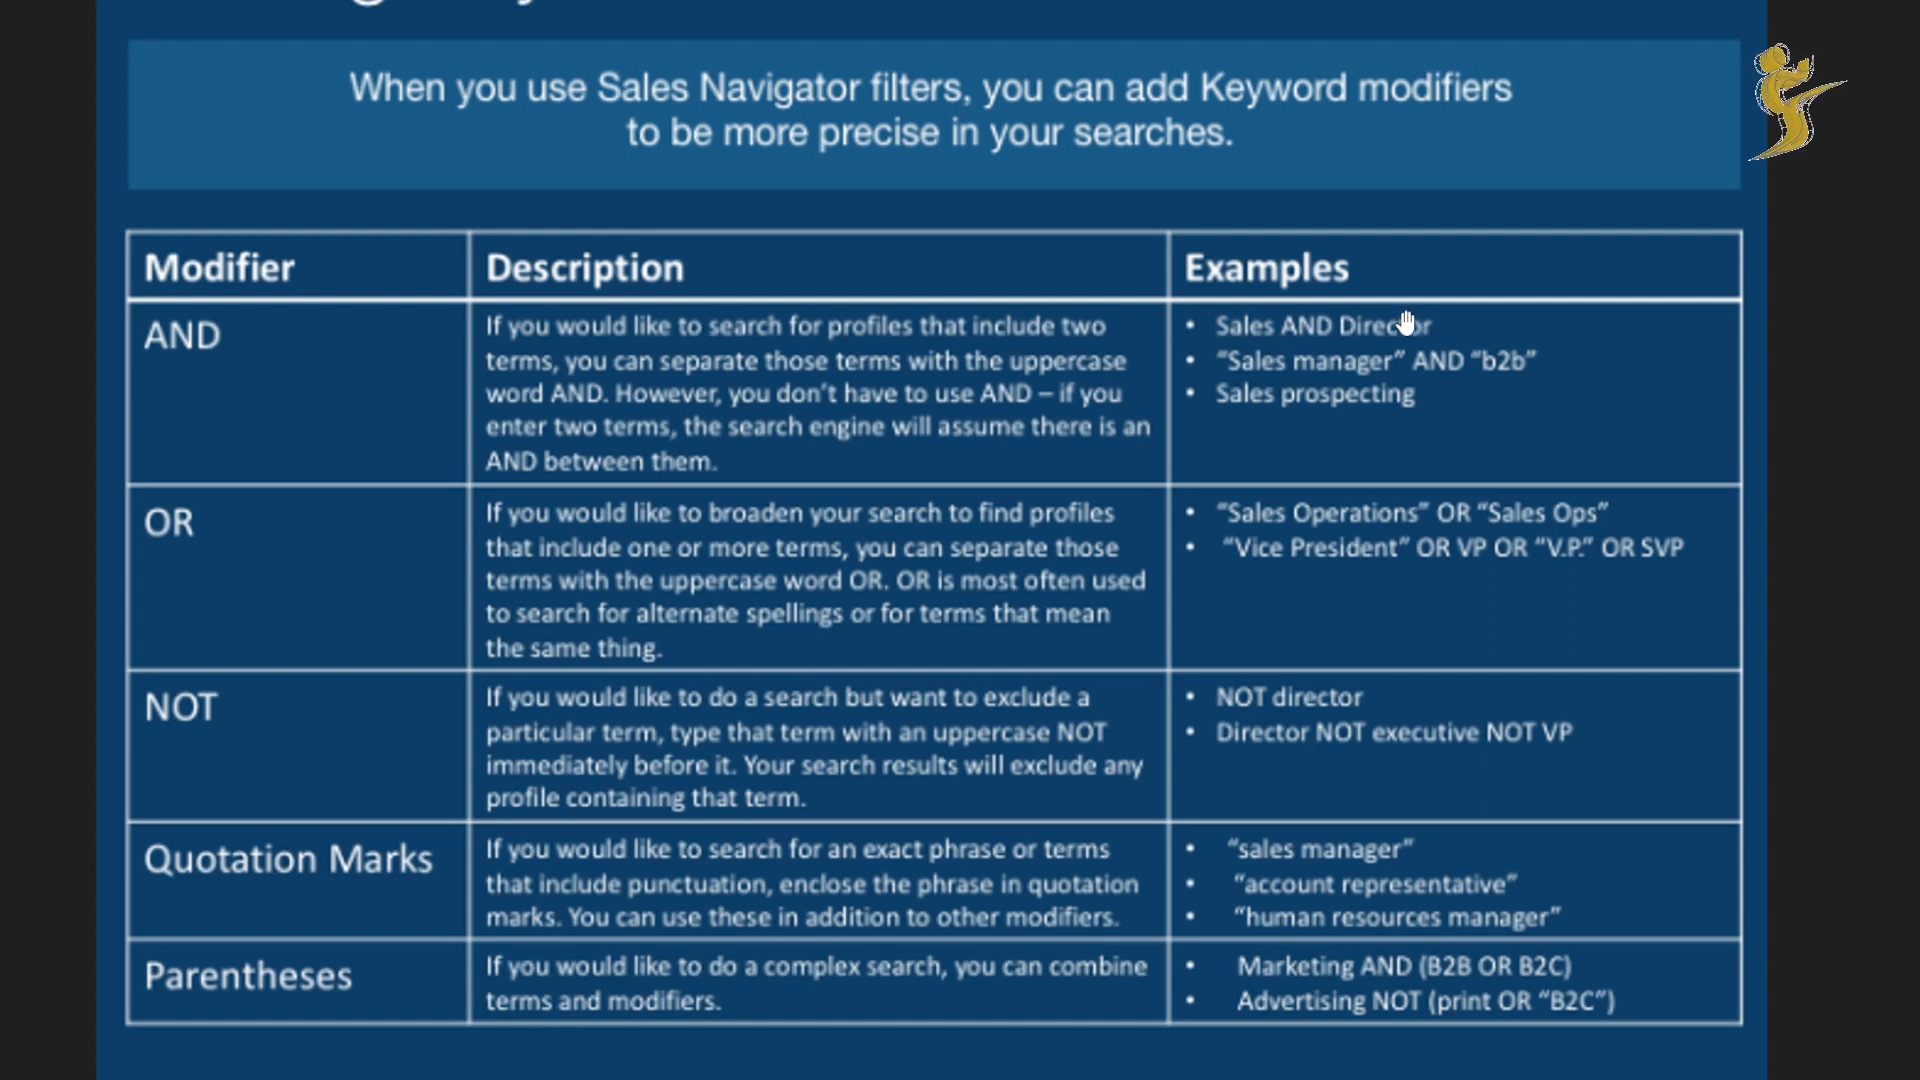 When you use Sales Navigator filters, you can add Keyword modifiers
to be more precise in your searches.
Modifier
Description
Examples
AND
If you would like to search for profiles that include two
terms, you can separate those terms with the uppercase
word AND. However, you don’t have to use AND – if you
enter two terms, the search engine will assume there is an
AND between them.
• Sales AND Director
• “Sales manager” AND “b2b”
• Sales prospecting
OR
If you would like to broaden your search to find profiles
that include one or more terms, you can separate those
terms with the uppercase word OR. OR is most often used
to search for alternate spellings or for terms that mean
the same thing.
• “Sales Operations” OR “Sales Ops”
• “Vice President” OR VP OR “V.P.” OR SVP
NOT
If you would like to do a search but want to exclude a
particular term, type that term with an uppercase NOT
immediately before it. Your search results will exclude any
profile containing that term.
• NOT director
• Director NOT executive NOT VP
Quotation Marks
If you would like to search for an exact phrase or terms
that include punctuation, enclose the phrase in quotation
marks. You can use these in addition to other modifiers.
• “sales manager”
• “account representative”
• “human resources manager”
Parentheses
If you would like to do a complex search, you can combine
terms and modifiers.
• Marketing AND (B2B OR B2C)
• Advertising NOT (print OR “B2C”)